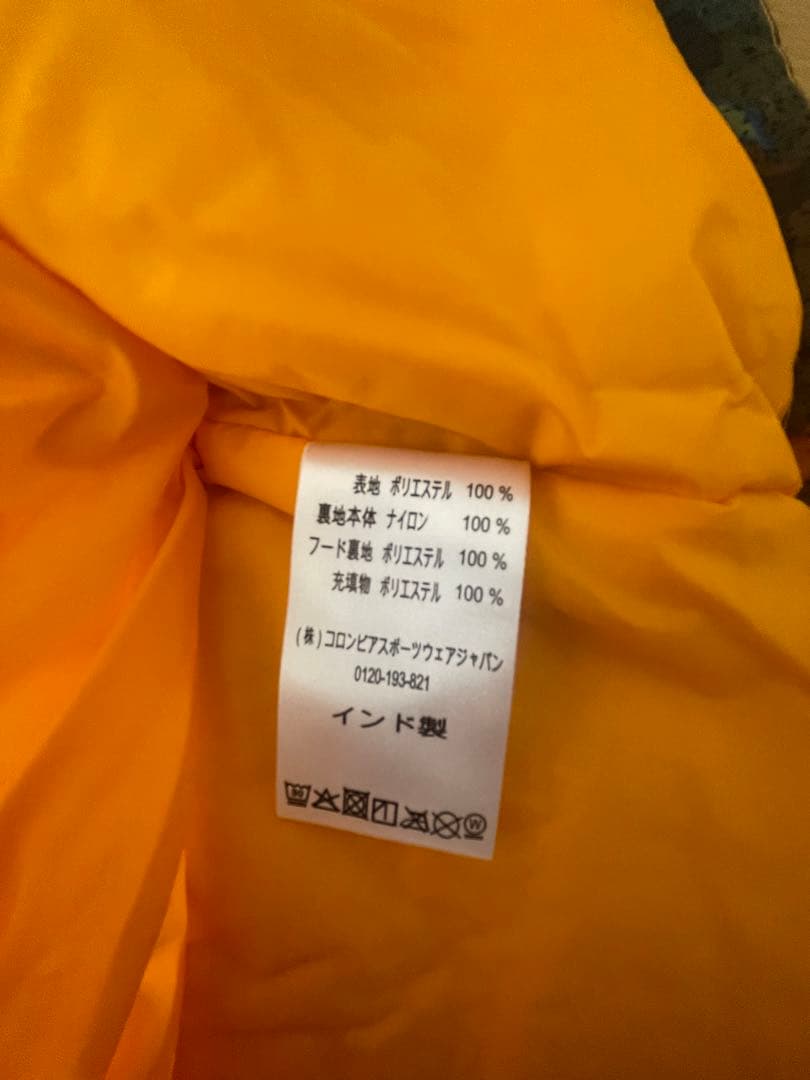 表地 ポリエステル 100 %
裏地本体 ナイロン 100 %
フード裏地 ポリエステル 100 %
充填物 ポリエステル 100 %
(株)コロンビアスポーツウェアジャパン
0120-193-821
インド製